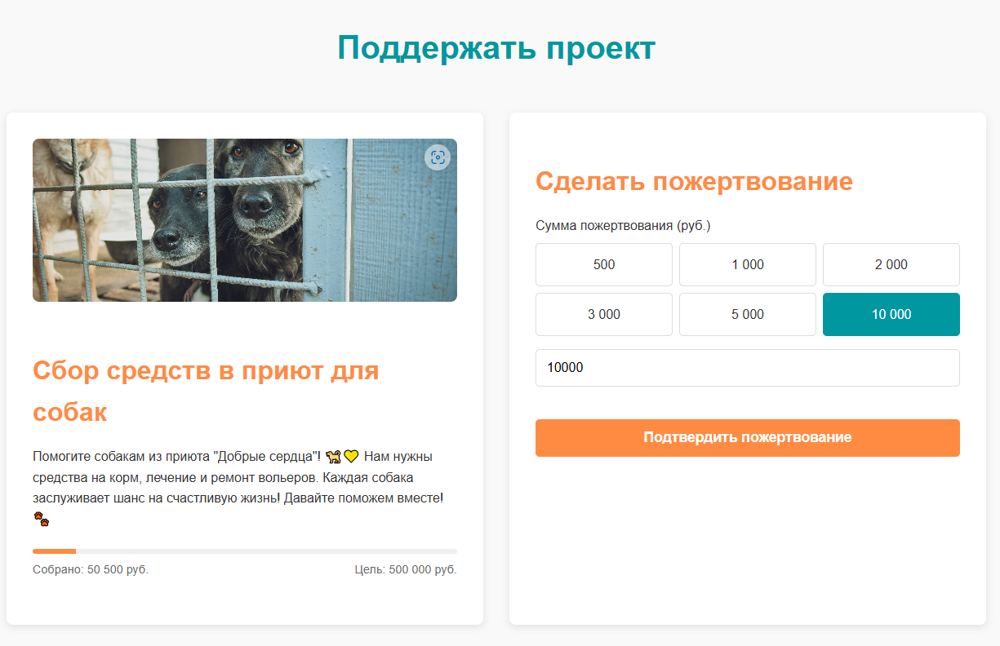 Поддержать проект
Сбор средств в приют для
собак
Помогите собакам из приюта "Добрые сердца"! 🐕💛 Нам нужны
средства на корм, лечение и ремонт вольеров. Каждая собака
заслуживает шанс на счастливую жизнь! Давайте поможем вместе!
🐾
Собрано: 50 500 руб.
Цель: 500 000 руб.
Сделать пожертвование
Сумма пожертвования (руб.)
500
1 000
2 000
3 000
5 000
10 000
10000
Подтвердить пожертвование